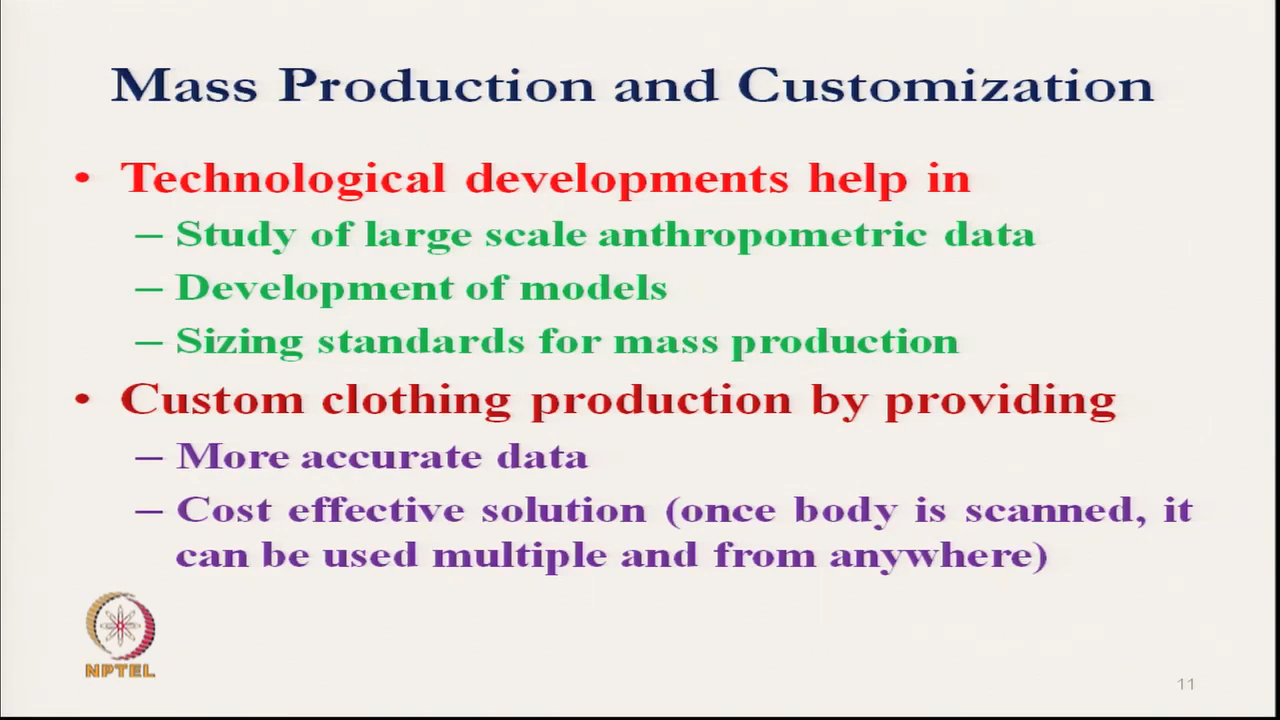 Mass Production and Customization
• Technological developments help in
– Study of large scale anthropometric data
– Development of models
– Sizing standards for mass production
• Custom clothing production by providing
– More accurate data
– Cost effective solution (once body is scanned, it
can be used multiple and from anywhere)
NPTEL
11